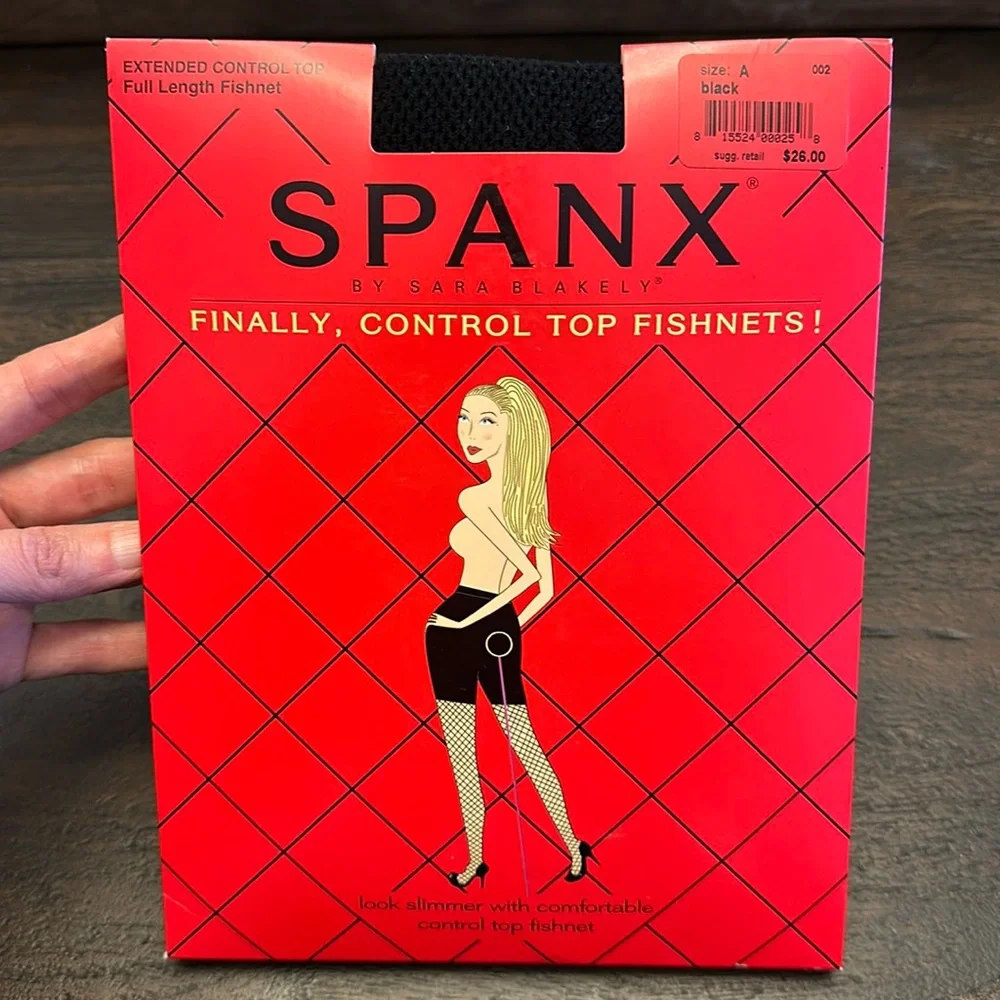 EXTENDED CONTROL TOP
Full Length Fishnet
size: A 002
black
8 15524 00025 8
sugg. retail $26.00
SPANX®
BY SARA BLAKELY®
FINALLY, CONTROL TOP FISHNETS!
look slimmer with comfortable
control top fishnet